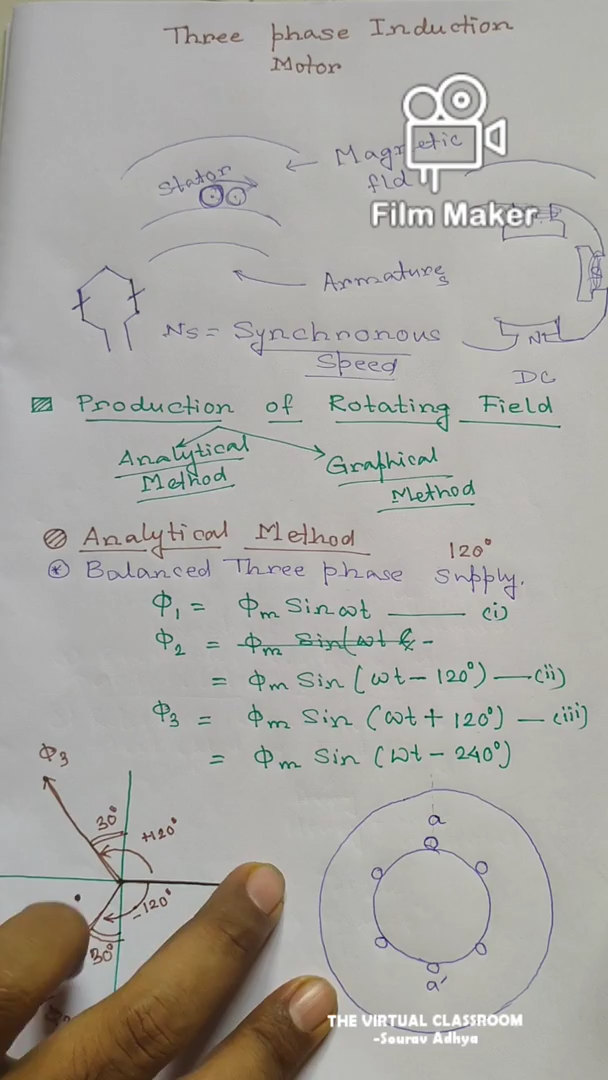 Three phase Induction
Motor
Magnetic
fld
Stator
Film Maker
Armature
Ns = Synchronous
Speed
N
DC
Production of Rotating Field
Analytical
Method
Graphical
Method
Analytical Method
120°
Balanced Three phase Supply.
Φ₁ = Φm Sin ωt —— (i)
Φ₂ = Φm Sin(ωt
= Φm Sin (ωt - 120°) —(ii)
Φ₃ = Φm Sin (ωt + 120°) — (iii)
= Φm Sin (ωt - 240°)
Φ₃
30°
+120°
-120°
30°
a
a'
THE VIRTUAL CLASSROOM
-Sourav Adhya